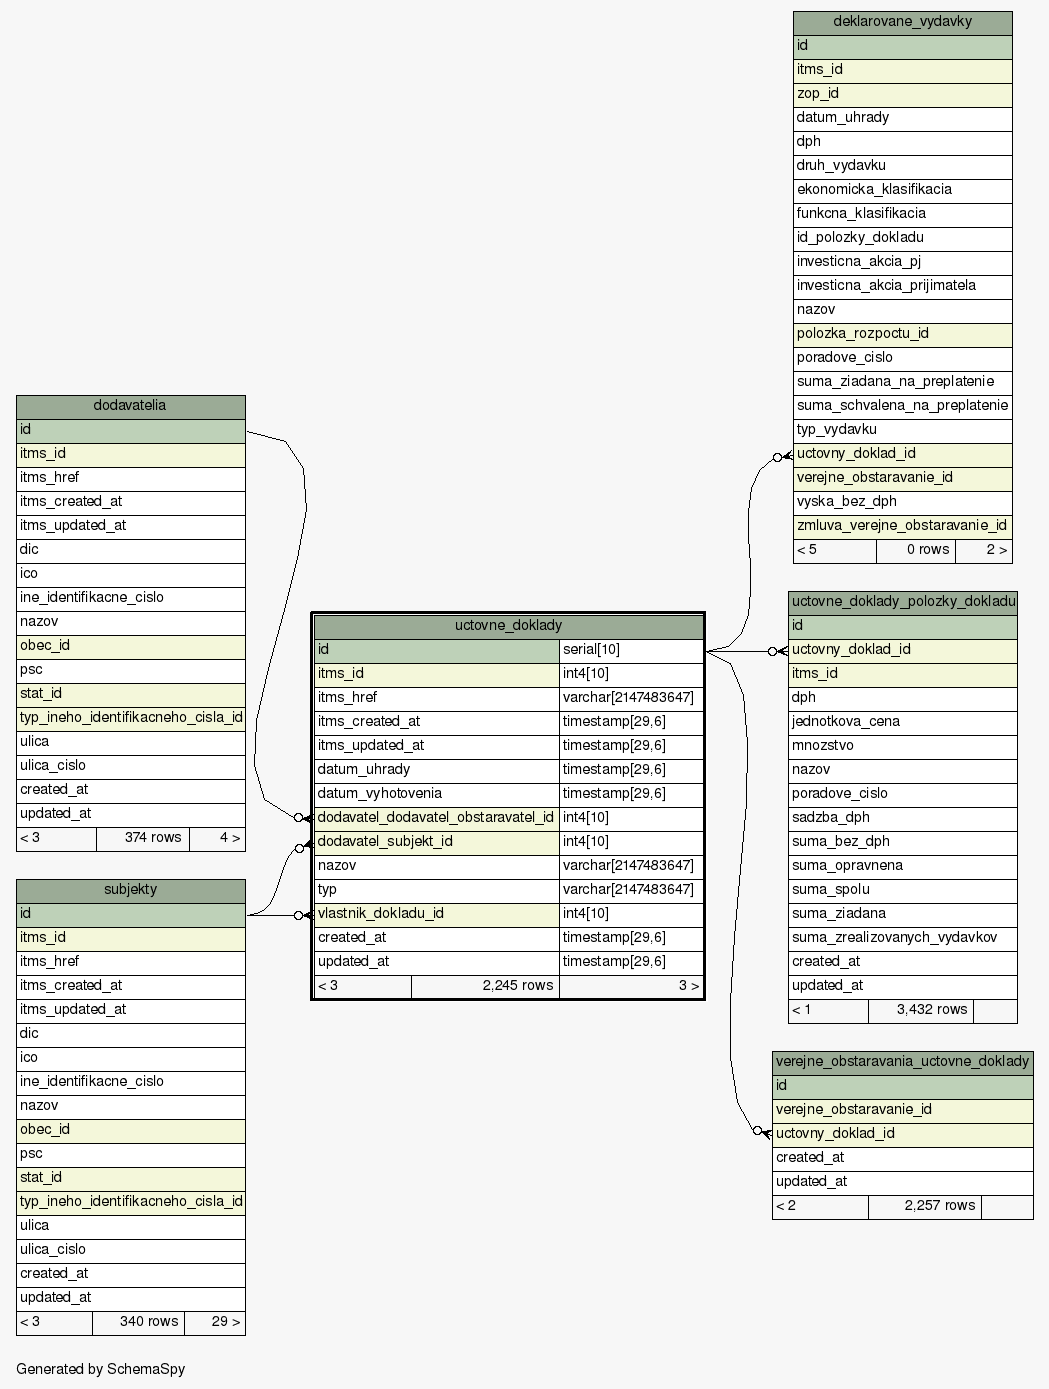 deklarovane_vydavky
id
itms_id
zop_id
datum_uhrady
dph
druh_vydavku
ekonomicka_klasifikacia
funkcna_klasifikacia
id_polozky_dokladu
investicna_akcia_pj
investicna_akcia_prijimatela
nazov
polozka_rozpoctu_id
poradove_cislo
suma_ziadana_na_preplatenie
suma_schvalena_na_preplatenie
typ_vydavku
uctovny_doklad_id
verejne_obstaravanie_id
vyska_bez_dph
zmluva_verejne_obstaravanie_id
< 5 0 rows 2 >
dodavatelia
id
itms_id
itms_href
itms_created_at
itms_updated_at
dic
ico
ine_identifikacne_cislo
nazov
obec_id
psc
stat_id
typ_ineho_identifikacneho_cisla_id
ulica
ulica_cislo
created_at
updated_at
< 3 374 rows 4 >
uctovne_doklady
id serial[10]
itms_id int4[10]
itms_href varchar[2147483647]
itms_created_at timestamp[29,6]
itms_updated_at timestamp[29,6]
datum_uhrady timestamp[29,6]
datum_vyhotovenia timestamp[29,6]
dodavatel_dodavatel_obstaravatel_id int4[10]
dodavatel_subjekt_id int4[10]
nazov varchar[2147483647]
typ varchar[2147483647]
vlastnik_dokladu_id int4[10]
created_at timestamp[29,6]
updated_at timestamp[29,6]
< 3 2,245 rows 3 >
uctovne_doklady_polozky_dokladu
id
uctovny_doklad_id
itms_id
dph
jednotkova_cena
mnozstvo
nazov
poradove_cislo
sadzba_dph
suma_bez_dph
suma_opravnena
suma_spolu
suma_ziadana
suma_zrealizovanych_vydavkov
created_at
updated_at
< 1 3,432 rows
subjekty
id
itms_id
itms_href
itms_created_at
itms_updated_at
dic
ico
ine_identifikacne_cislo
nazov
obec_id
psc
stat_id
typ_ineho_identifikacneho_cisla_id
ulica
ulica_cislo
created_at
updated_at
< 3 340 rows 29 >
verejne_obstaravania_uctovne_doklady
id
verejne_obstaravanie_id
uctovny_doklad_id
created_at
updated_at
< 2 2,257 rows
Generated by SchemaSpy